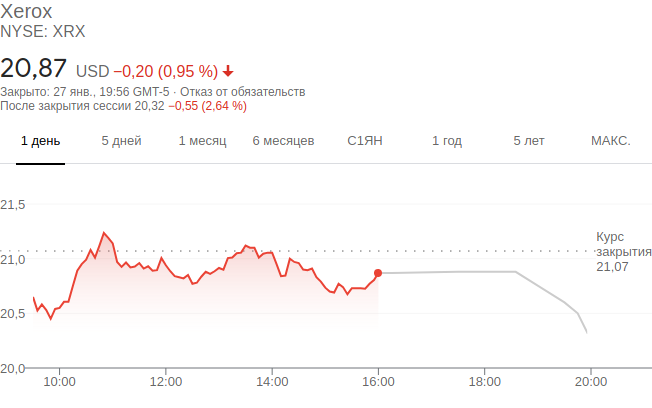 Xerox
NYSE: XRX
20,87 USD −0,20 (0,95 %)
Закрыто: 27 янв., 19:56 GMT-5 · Отказ от обязательств
После закрытия сессии 20,32 −0,55 (2,64 %)
1 день 5 дней 1 месяц 6 месяцев С1ЯН 1 год 5 лет МАКС.
21,5
Курс
закрытия
21,07
21,0
20,5
20,0
10:00 12:00 14:00 16:00 18:00 20:00